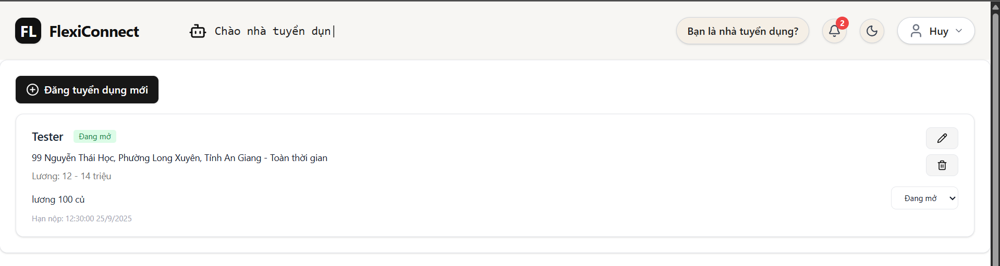 FL FlexiConnect
Chào nhà tuyển dụn|
Bạn là nhà tuyển dụng?
2
Huy
Đăng tuyển dụng mới
Tester Đang mở
99 Nguyễn Thái Học, Phường Long Xuyên, Tỉnh An Giang - Toàn thời gian
Lương: 12 - 14 triệu
lương 100 củ
Đang mở
Hạn nộp: 12:30:00 25/9/2025